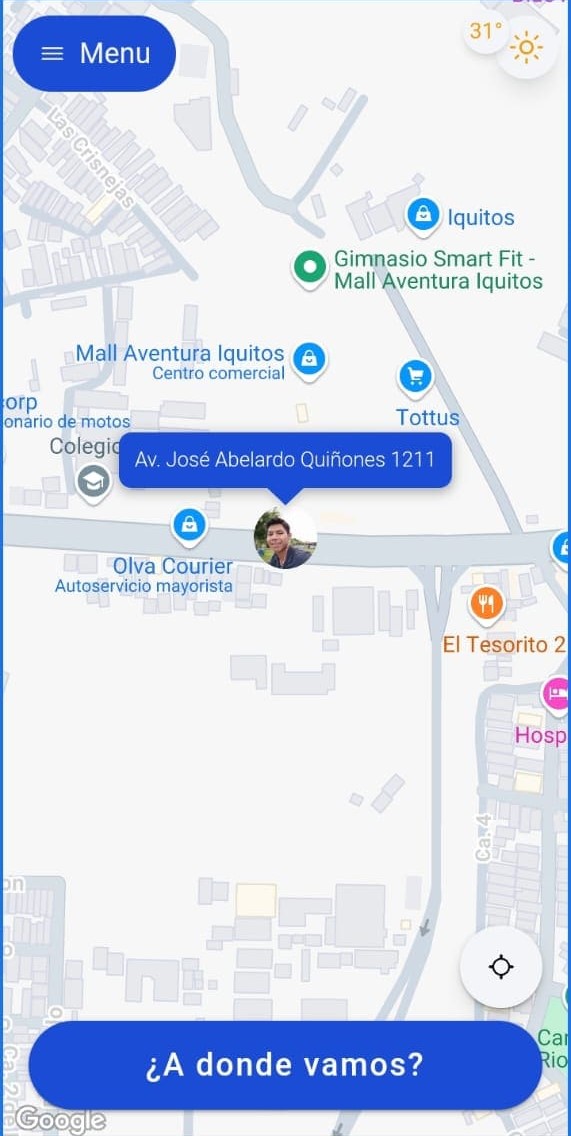 Menu
31°
Las Crisnejas
Iquitos
Gimnasio Smart Fit -
Mall Aventura Iquitos
Mall Aventura Iquitos
Centro comercial
Tottus
corp
onario de motos
Colegio
Av. José Abelardo Quiñones 1211
Olva Courier
Autoservicio mayorista
El Tesorito 2
Hosp
Ca. 4
on
¿A donde vamos?
Car
Rio
Google